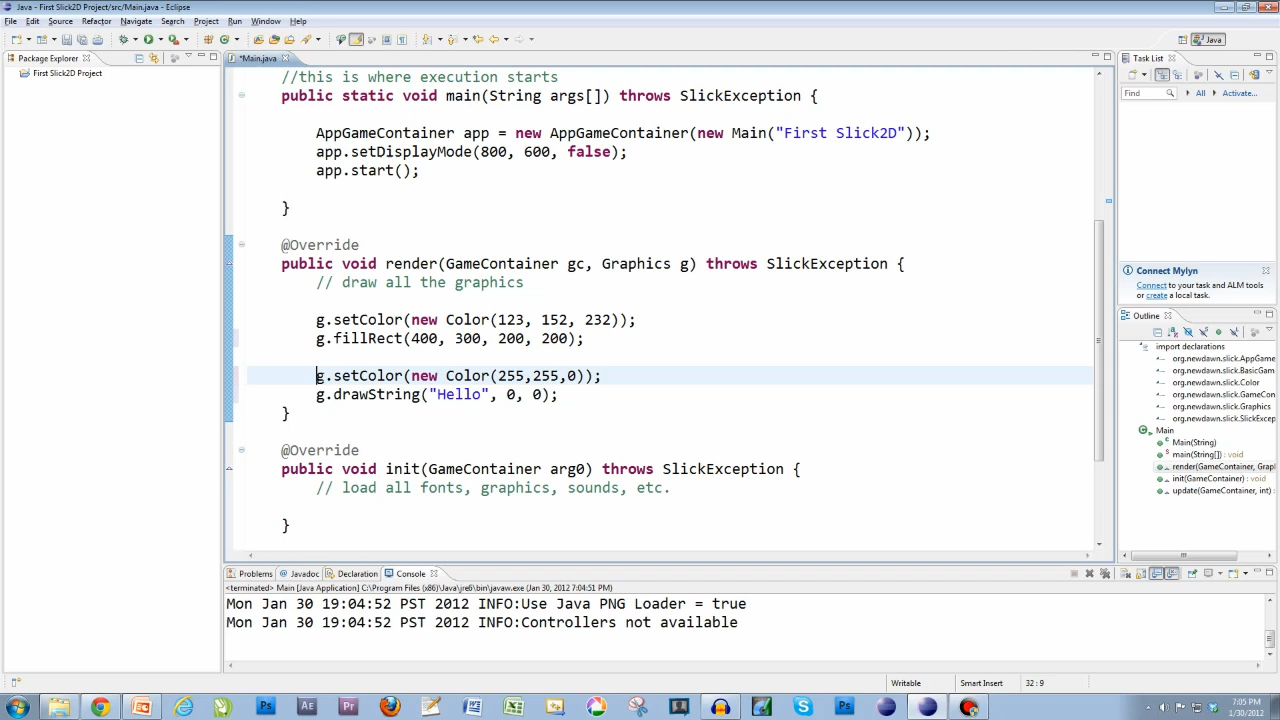 Java - First Slick2D Project/src/Main.java - Eclipse
File Edit Source Refactor Navigate Search Project Run Window Help
Java
Package Explorer
First Slick2D Project
*Main.java
//this is where execution starts
public static void main(String args[]) throws SlickException {
AppGameContainer app = new AppGameContainer(new Main("First Slick2D"));
app.setDisplayMode(800, 600, false);
app.start();
}
@Override
public void render(GameContainer gc, Graphics g) throws SlickException {
// draw all the graphics
g.setColor(new Color(123, 152, 232));
g.fillRect(400, 300, 200, 200);
g.setColor(new Color(255,255,0));
g.drawString("Hello", 0, 0);
}
@Override
public void init(GameContainer arg0) throws SlickException {
// load all fonts, graphics, sounds, etc.
}
Task List
Find All Activate...
Connect Mylyn
Connect to your task and ALM tools
or create a local task.
Outline
import declarations
org.newdawn.slick.AppGame
org.newdawn.slick.BasicGam
org.newdawn.slick.Color
org.newdawn.slick.GameCon
org.newdawn.slick.Graphics
org.newdawn.slick.SlickExcep
Main
Main(String)
main(String[]) : void
render(GameContainer, Grapl
init(GameContainer) : void
update(GameContainer, int) :
Problems Javadoc Declaration Console
<terminated> Main [Java Application] C:\Program Files (x86)\Java\jre6\bin\javaw.exe (Jan 30, 2012 7:04:51 PM)
Mon Jan 30 19:04:52 PST 2012 INFO:Use Java PNG Loader = true
Mon Jan 30 19:04:52 PST 2012 INFO:Controllers not available
Writable Smart Insert 32 : 9
Ps Ae Pr Ps
7:05 PM
1/30/2012